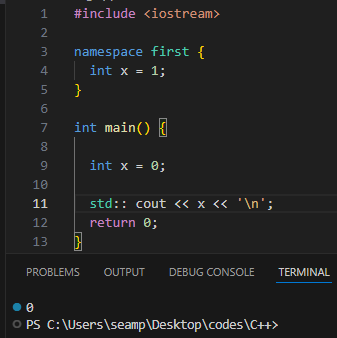 1 #include <iostream>
2
3 namespace first {
4   int x = 1;
5 }
6
7 int main() {
8
9   int x = 0;
10
11   std:: cout << x << '\n';
12   return 0;
13 }
PROBLEMS OUTPUT DEBUG CONSOLE TERMINAL
0
PS C:\Users\seamp\Desktop\codes\C++>